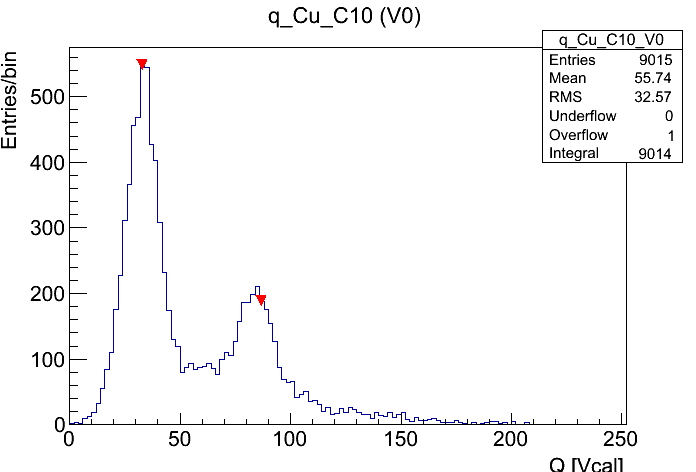 q_Cu_C10 (V0)
q_Cu_C10_V0
Entries 9015
Mean 55.74
RMS 32.57
Underflow 0
Overflow 1
Integral 9014
Entries/bin
500
400
300
200
100
0
0 50 100 150 200 250
Q [Vcal]